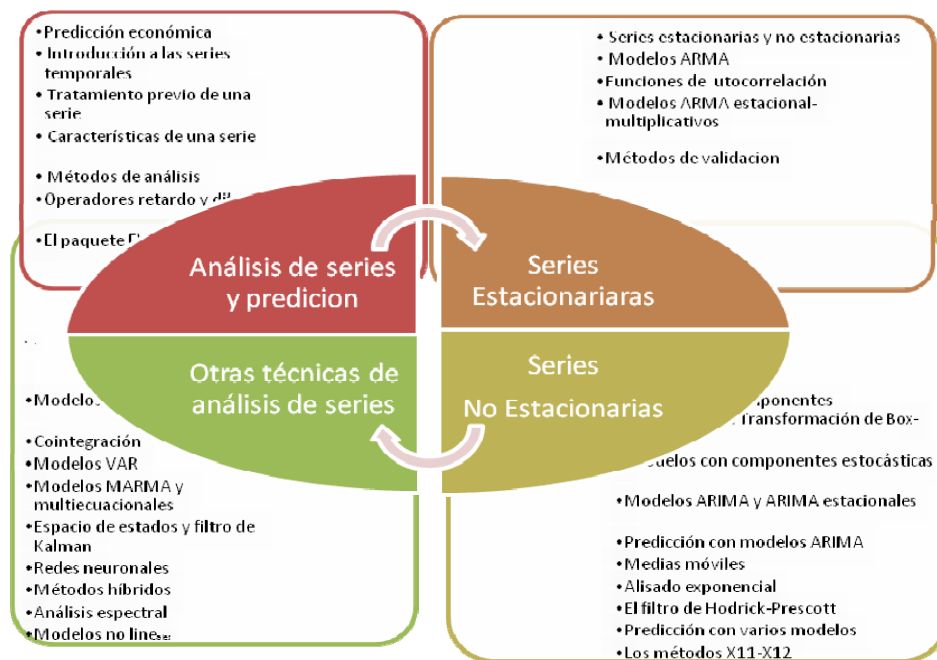 • Predicción económica
• Introducción a las series
temporales
• Tratamiento previo de una
serie
• Características de una serie
• Métodos de análisis
• Operadores retardo y
• El paquete
• Series estacionarias y no estacionarias
• Modelos ARMA
• Funciones de utocorrelación
• Modelos ARMA estacional-
multiplicativos
• Métodos de validacion
Análisis de series
y predicion
Series
Estacionariaras
Otras técnicas de
análisis de series
Series
No Estacionarias
• Modelos
• Cointegración
• Modelos VAR
• Modelos MARMA y
multiecuacionales
• Espacio de estados y filtro de
Kalman
• Redes neuronales
• Métodos híbridos
• Análisis espectral
• Modelos no
Transformación de Box-
con componentes estocásticas
• Modelos ARIMA y ARIMA estacionales
• Predicción con modelos ARIMA
• Medias móviles
• Alisado exponencial
• El filtro de Hodrick-Prescott
• Predicción con varios modelos
• Los métodos X11-X12